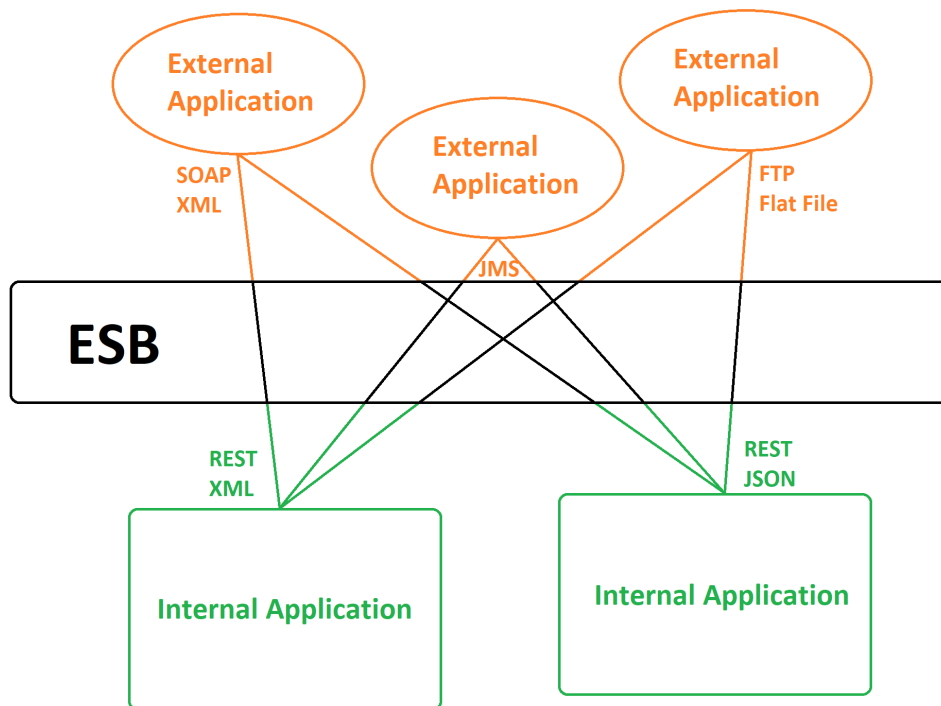 External
Application
External
Application
External
Application
SOAP
XML
FTP
Flat File
JMS
ESB
REST
XML
REST
JSON
Internal Application
Internal Application